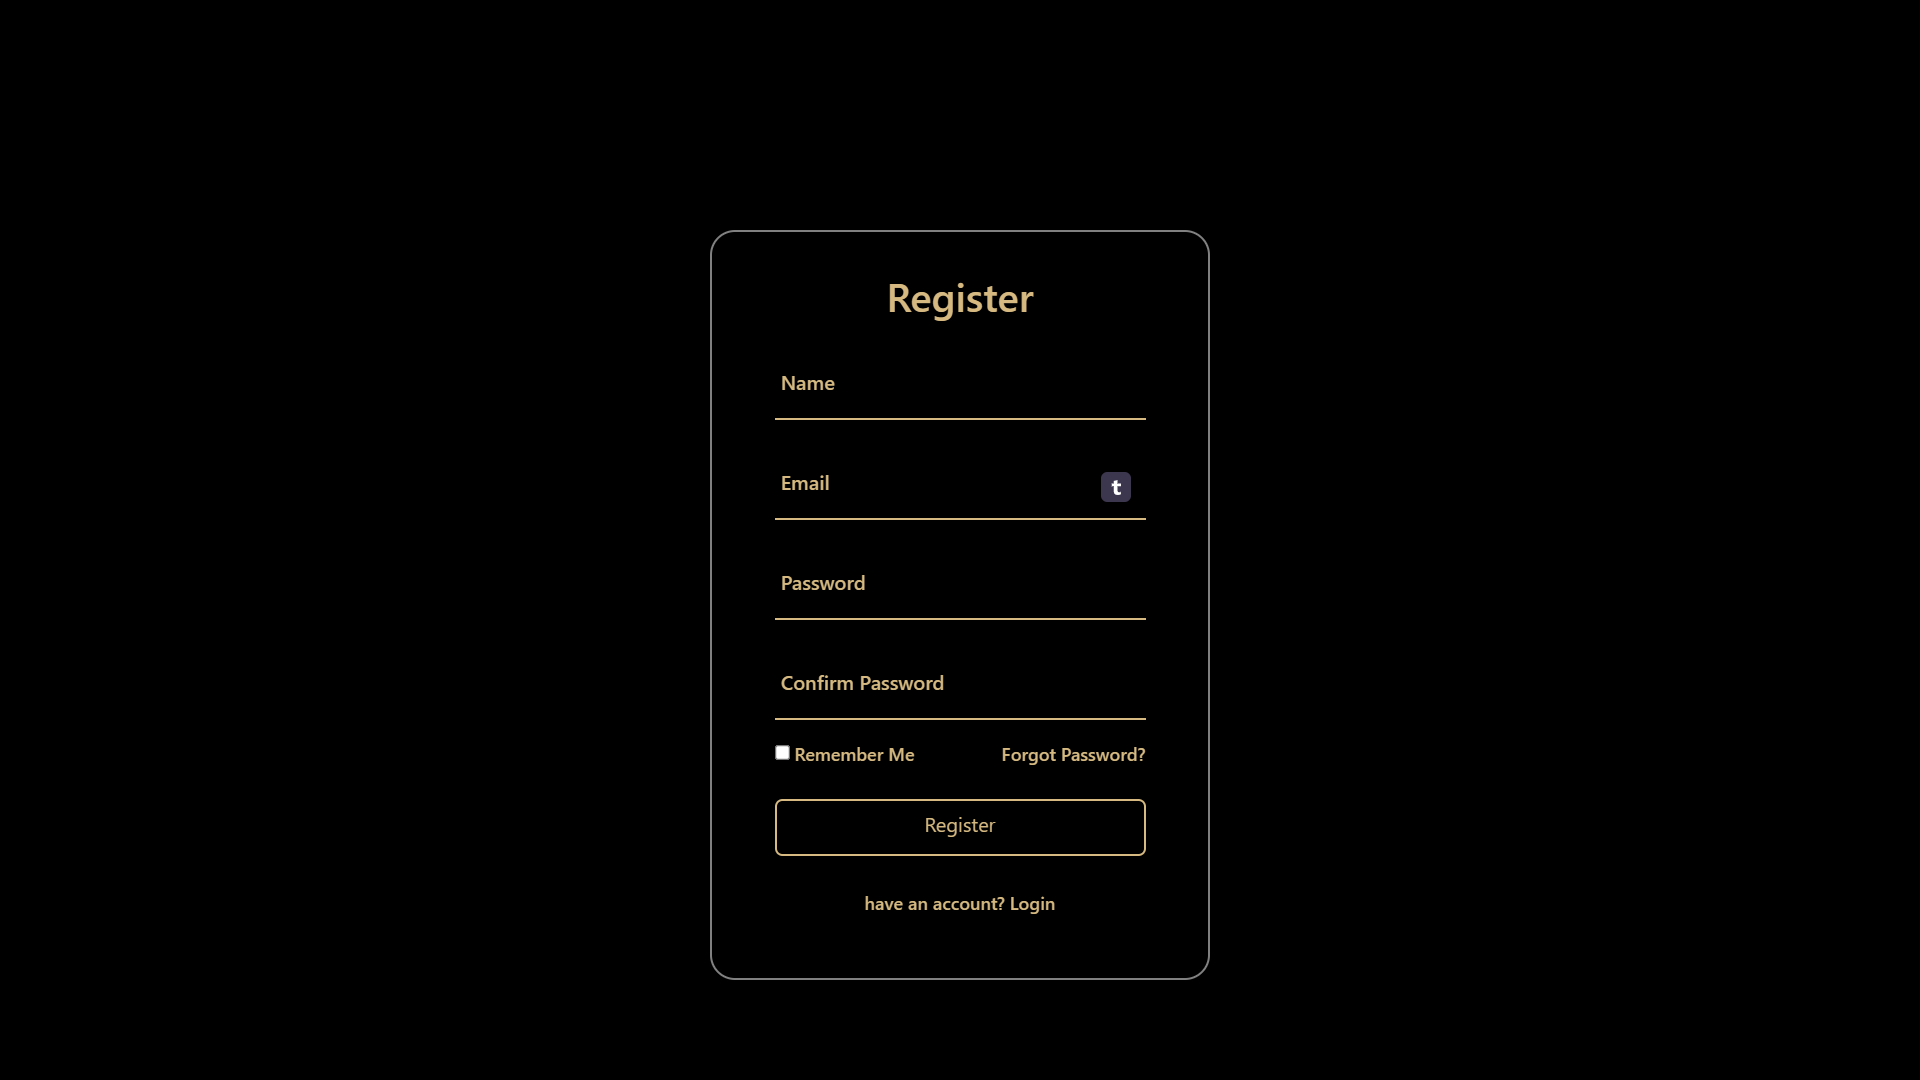 Register
Name
Email
t
Password
Confirm Password
Remember Me Forgot Password?
Register
have an account? Login